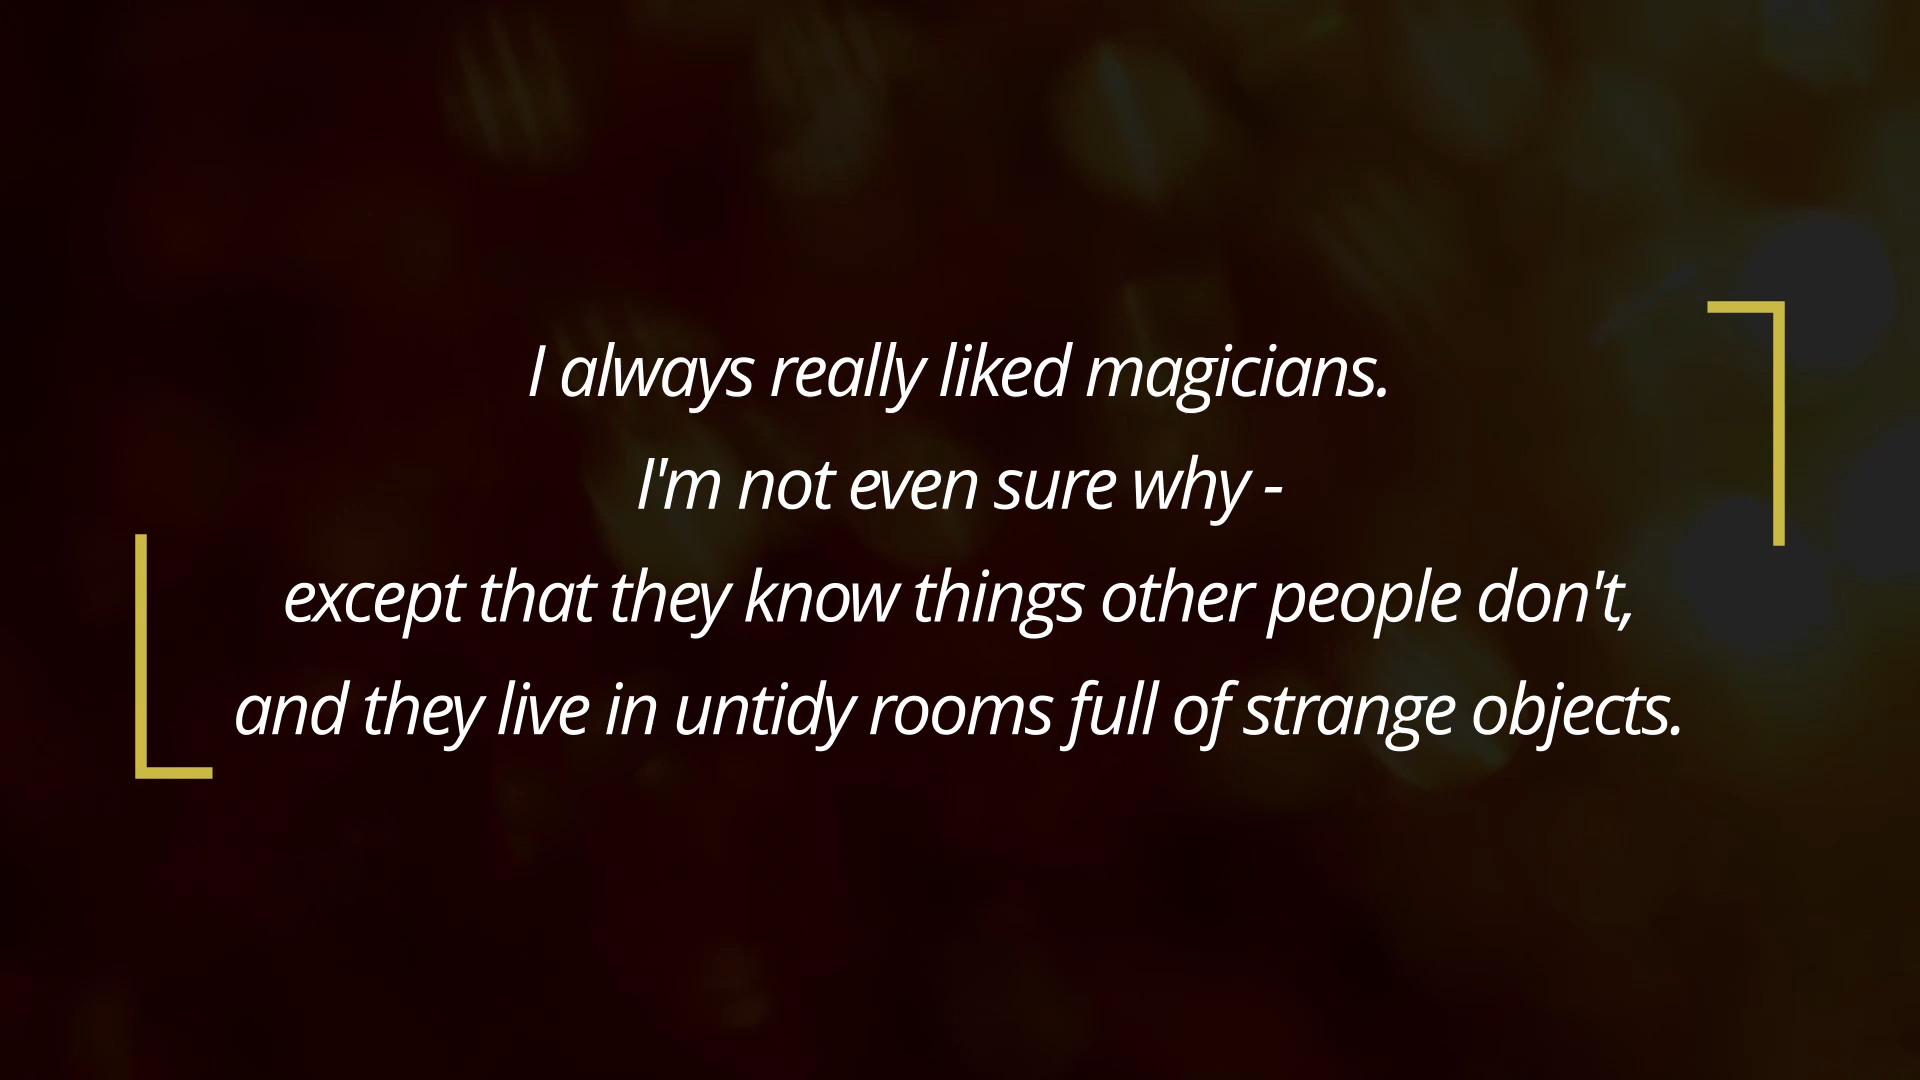 I always really liked magicians.
I'm not even sure why -
except that they know things other people don't,
and they live in untidy rooms full of strange objects.